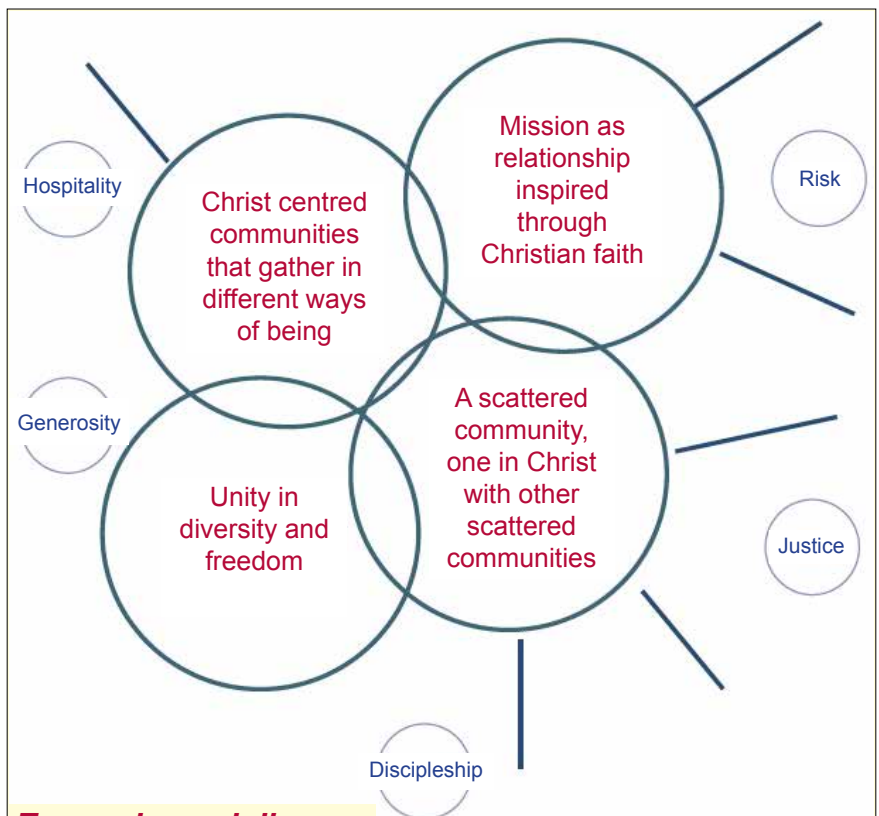 Mission as
relationship
inspired
through
Christian faith
Hospitality
Christ centred
communities
that gather in
different ways
of being
Risk
Generosity
Unity in
diversity and
freedom
A scattered
community,
one in Christ
with other
scattered
communities
Justice
Discipleship